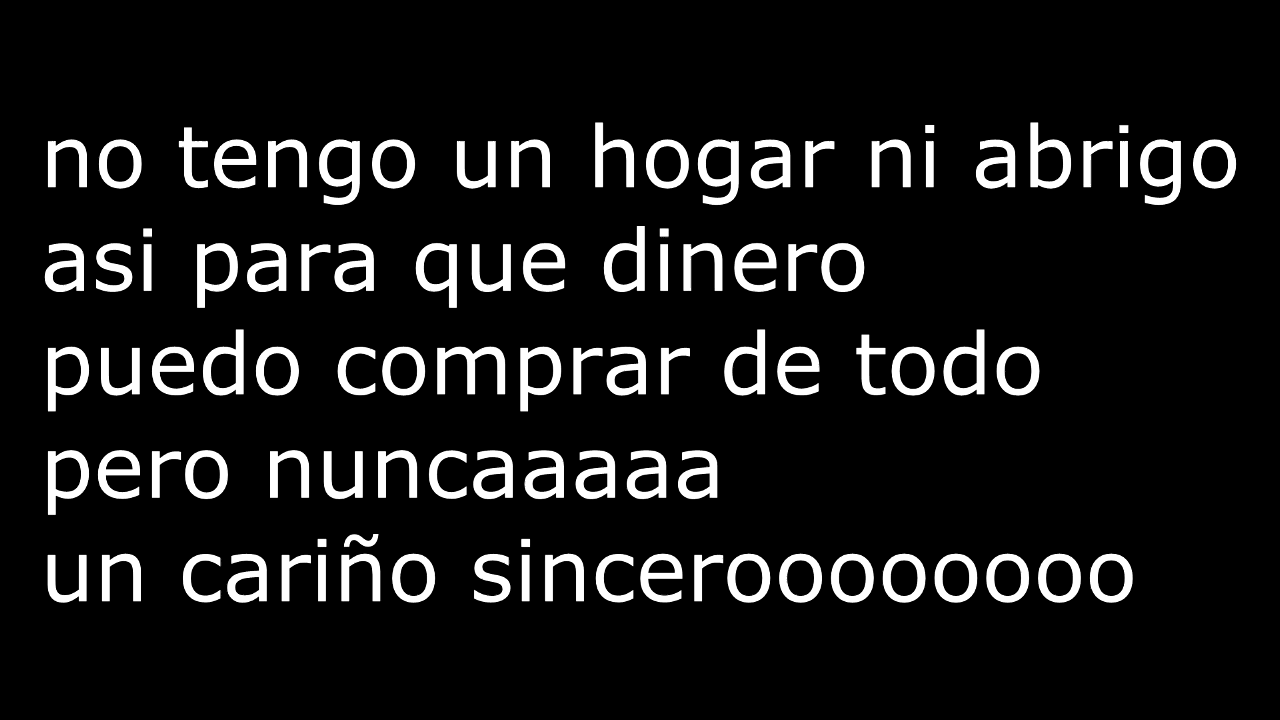 no tengo un hogar ni abrigo
asi para que dinero
puedo comprar de todo
pero nuncaaaaa
un cariño sinceroooooooo